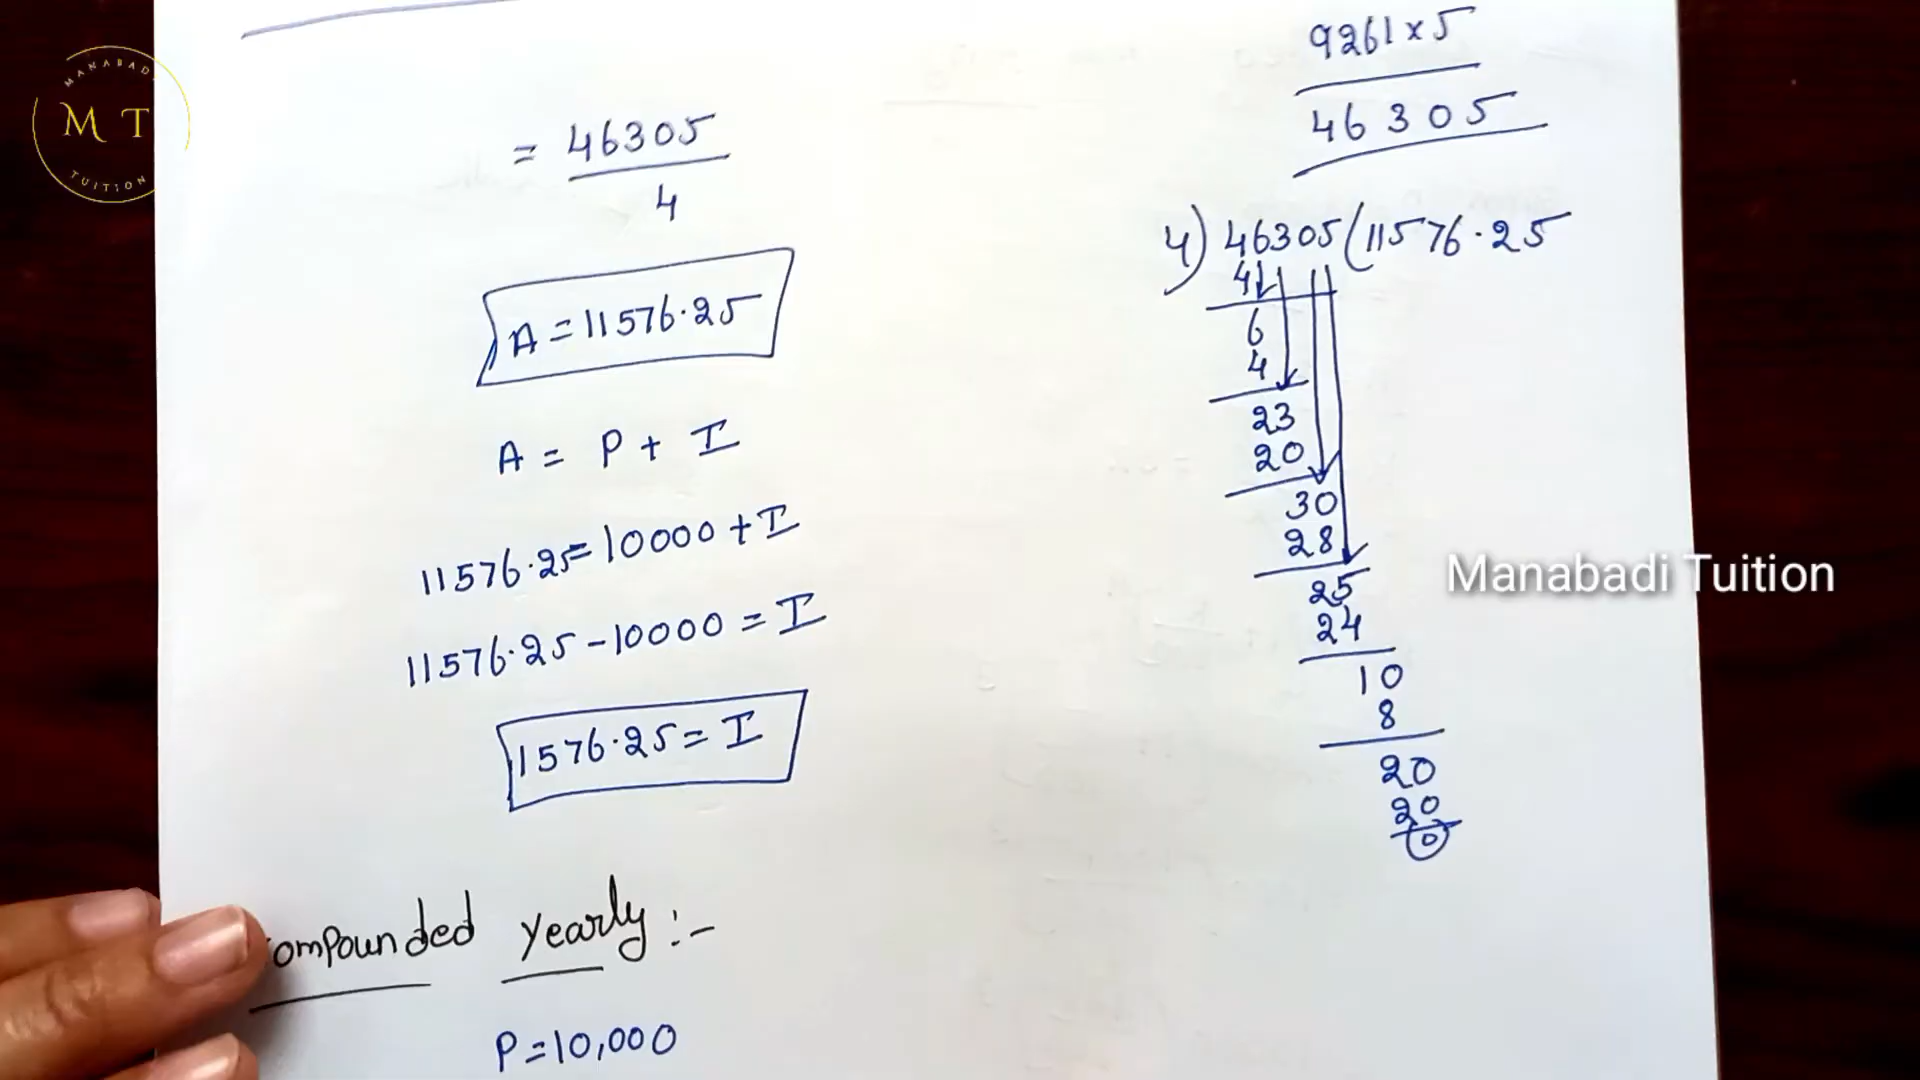 MANABADI
M T
TUITION
= 46305
4
A = 11576.25
A = P + I
11576.25 = 10000 + I
11576.25 - 10000 = I
1576.25 = I
ompounded yearly :-
P = 10,000
9261 x 5
46305
4) 46305 (11576.25
4
6
4
23
20
30
28
25
24
10
8
20
20
0
Manabadi Tuition